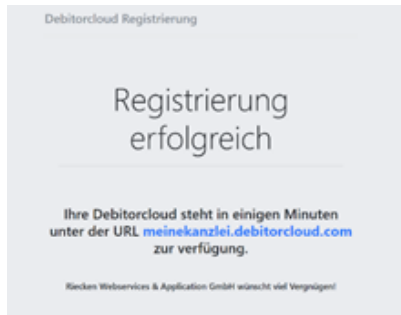 Debitorcloud Registrierung
Registrierung
erfolgreich
Ihre Debitorcloud steht in einigen Minuten
unter der URL meinekanzlei.debitorcloud.com
zur verfügung.
Riecken Webservices & Application GmbH wünscht viel Vergnügen!